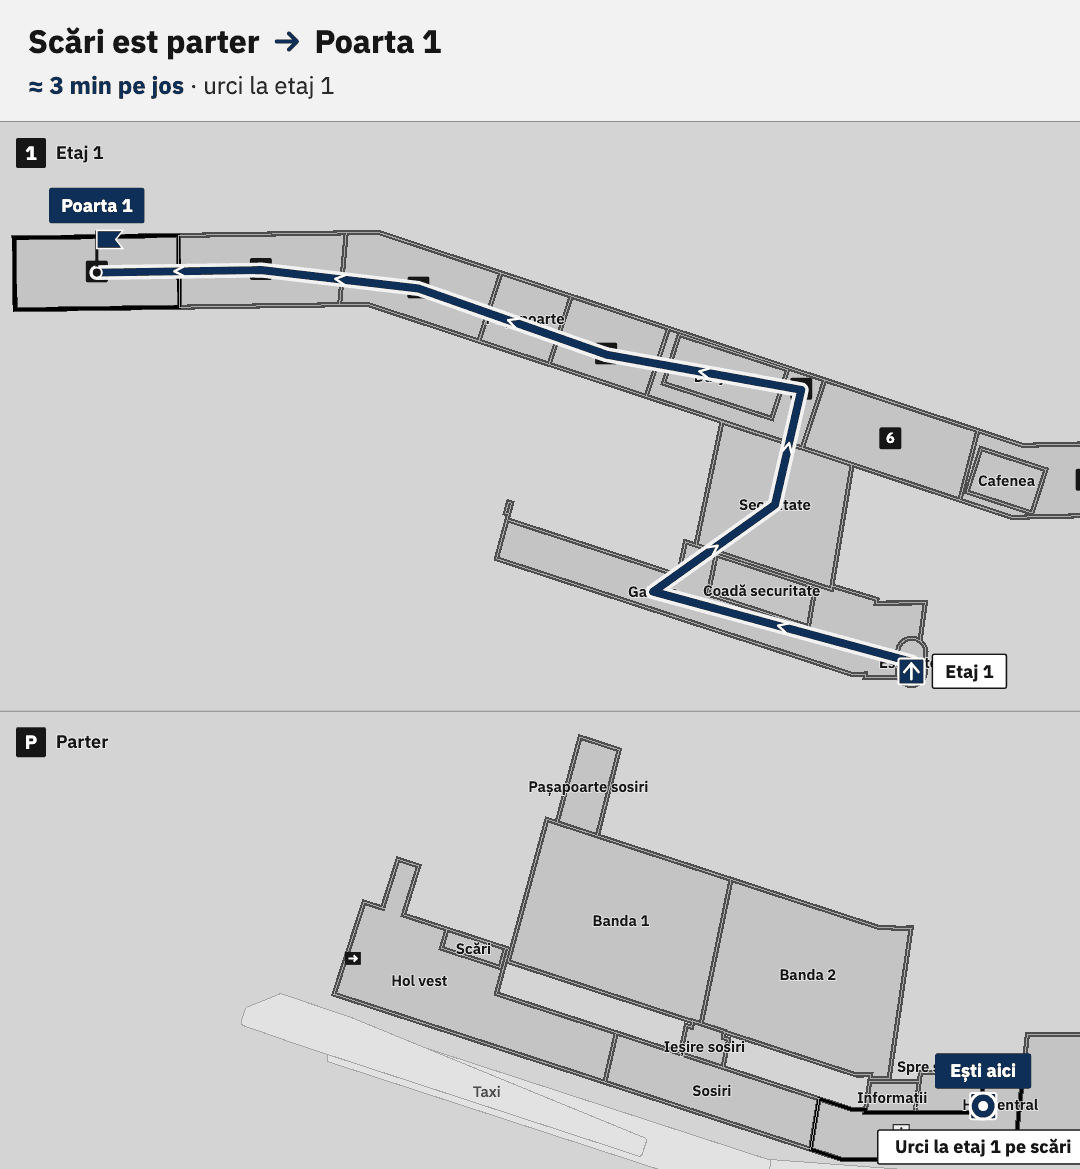 Scări est parter → Poarta 1
≈ 3 min pe jos · urci la etaj 1
1 Etaj 1
Poarta 1
6
Cafenea
Coadă securitate
Etaj 1
P Parter
Pașapoarte sosiri
Banda 1
Scări
Banda 2
Hol vest
Ieșire sosiri
Ești aici
Sosiri
Taxi
Informații
Urci la etaj 1 pe scări